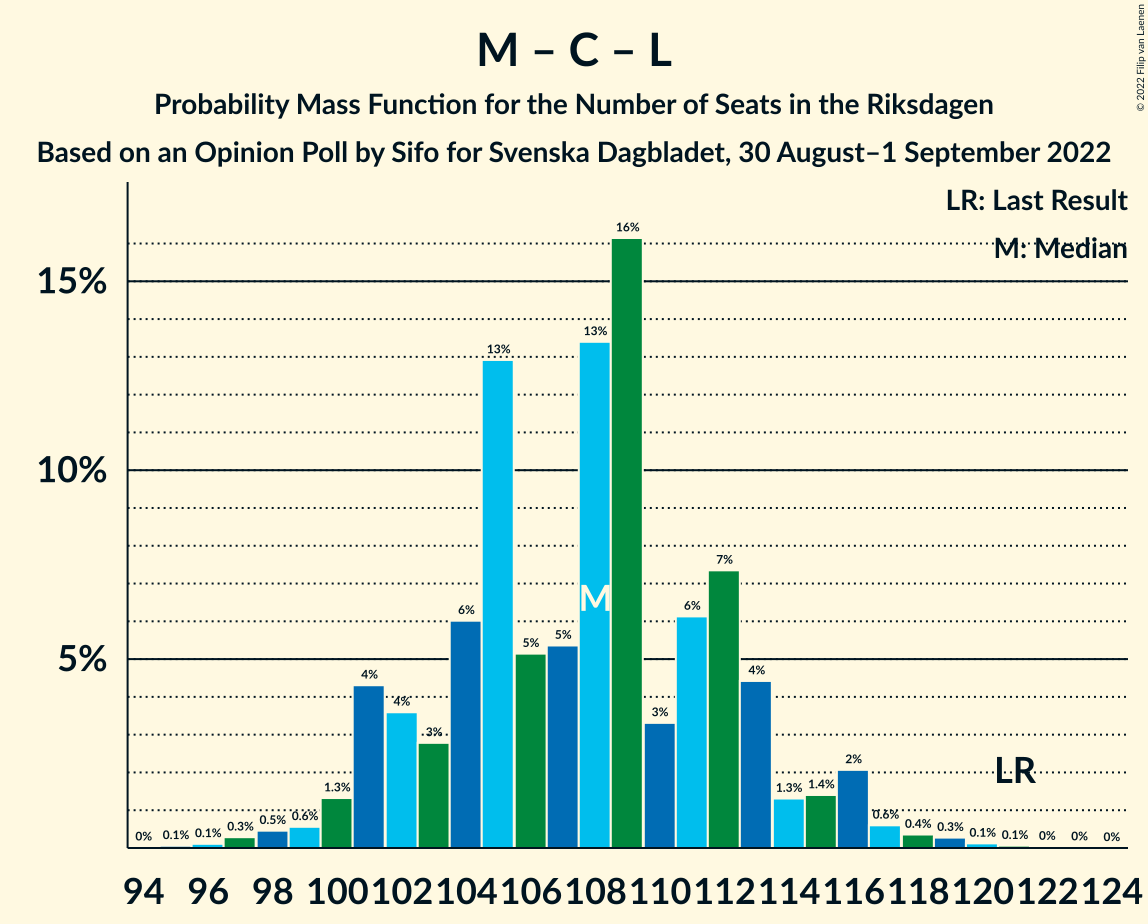 M – C – L
Probability Mass Function for the Number of Seats in the Riksdagen
Based on an Opinion Poll by Sifo for Svenska Dagbladet, 30 August–1 September 2022
© 2022 Filip van Laenen
LR: Last Result
M: Median
15%
10%
5%
0% 0.1% 0.1% 0.3% 0.5% 0.6% 1.3% 4% 4% 3% 6% 13% 5% 5% 13% 16% 3% 6% 7% 4% 1.3% 1.4% 2% 0.6% 0.4% 0.3% 0.1% 0.1% 0% 0% 0%
M
LR
94 96 98 100 102 104 106 108 110 112 114 116 118 120 122 124